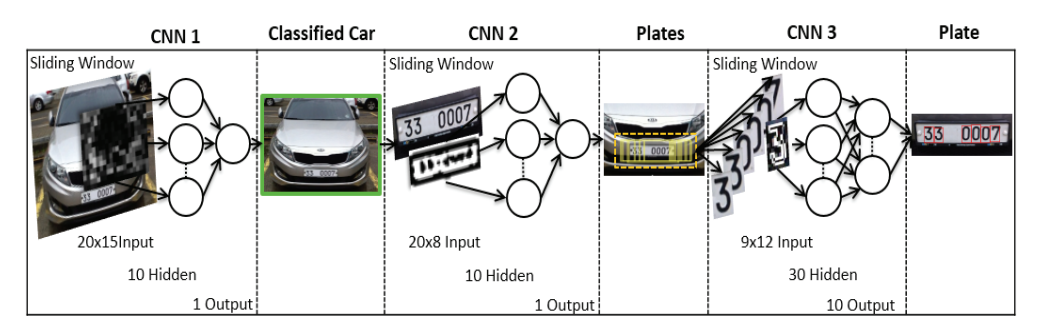 CNN 1
Classified Car
CNN 2
Plates
CNN 3
Plate
Sliding Window
33 0007
20x15Input
10 Hidden
1 Output
Sliding Window
33 0007
20x8 Input
10 Hidden
1 Output
33 0007
Sliding Window
3 3 0 0 0 7
9x12 Input
30 Hidden
10 Output
33 0007